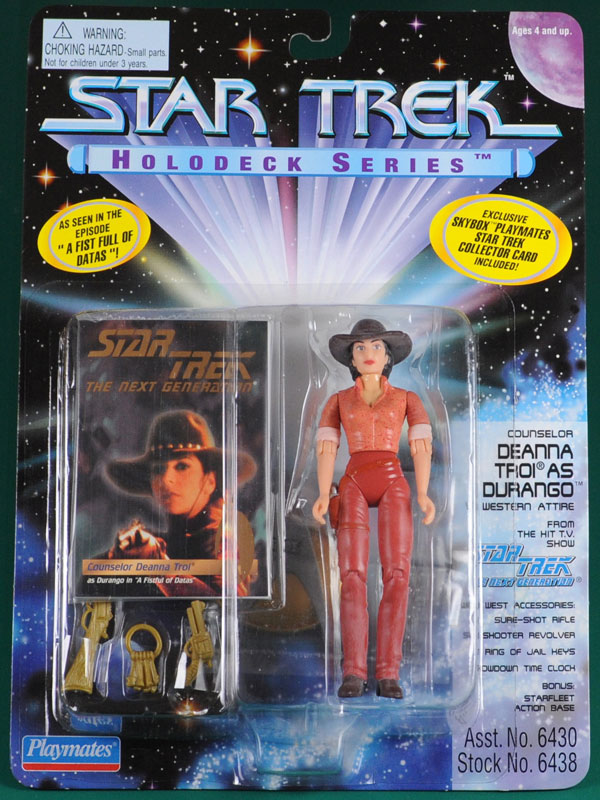 WARNING:
CHOKING HAZARD-Small parts.
Not for children under 3 years.
Ages 4 and up.
STAR TREK™
HOLODECK SERIES™
AS SEEN IN THE
EPISODE
" A FIST FULL OF
DATAS "!
EXCLUSIVE
SKYBOX™ PLAYMATES
STAR TREK
COLLECTOR CARD
INCLUDED!
STAR TREK
THE NEXT GENERATION
Counselor Deanna Troi
as Durango in "A Fistful of Datas"
COUNSELOR
DEANNA
TROI® AS
DURANGO™
WESTERN ATTIRE
FROM
THE HIT T.V.
SHOW
STAR TREK
NEXT GENERATION®
WEST ACCESSORIES:
SURE-SHOT RIFLE
SHOOTER REVOLVER
RING OF JAIL KEYS
OWDOWN TIME CLOCK
BONUS:
STARFLEET
ACTION BASE
Playmates®
Asst. No. 6430
Stock No. 6438